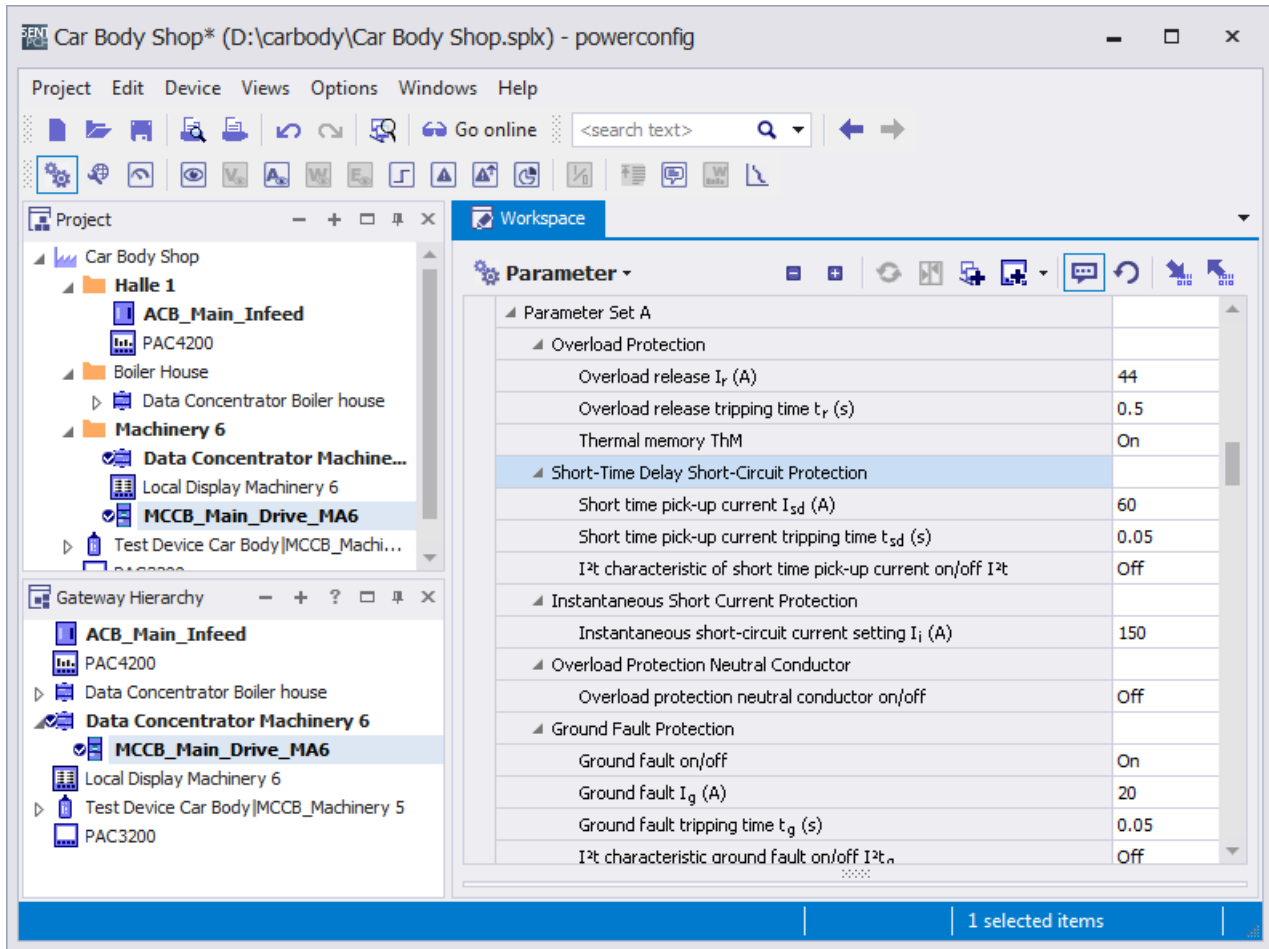 Car Body Shop* (D:\carbody\Car Body Shop.splx) - powerconfig
Project Edit Device Views Options Windows Help
Go online <search text>
Project
Car Body Shop
Halle 1
ACB_Main_Infeed
PAC4200
Boiler House
Data Concentrator Boiler house
Machinery 6
Data Concentrator Machine...
Local Display Machinery 6
MCCB_Main_Drive_MA6
Test Device Car Body|MCCB_Machi...
Gateway Hierarchy
ACB_Main_Infeed
PAC4200
Data Concentrator Boiler house
Data Concentrator Machinery 6
MCCB_Main_Drive_MA6
Local Display Machinery 6
Test Device Car Body|MCCB_Machinery 5
PAC3200
Workspace
Parameter
Parameter Set A
Overload Protection
Overload release Ir (A) 44
Overload release tripping time tr (s) 0.5
Thermal memory ThM On
Short-Time Delay Short-Circuit Protection
Short time pick-up current Isd (A) 60
Short time pick-up current tripping time tsd (s) 0.05
I²t characteristic of short time pick-up current on/off I²t Off
Instantaneous Short Current Protection
Instantaneous short-circuit current setting Ii (A) 150
Overload Protection Neutral Conductor
Overload protection neutral conductor on/off Off
Ground Fault Protection
Ground fault on/off On
Ground fault Ig (A) 20
Ground fault tripping time tg (s) 0.05
I²t characteristic ground fault on/off I²tg Off
1 selected items